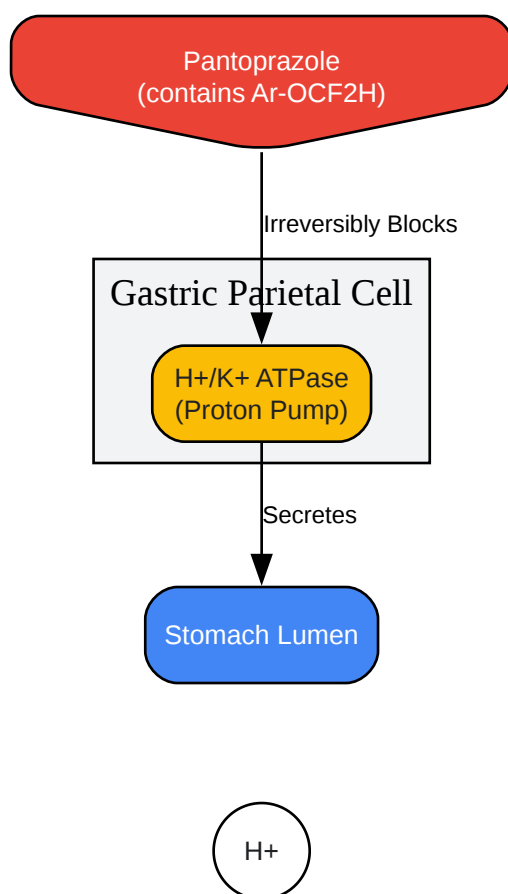 Pantoprazole
(contains Ar-OCF2H)
Irreversibly Blocks
Gastric Parietal Cell
H+/K+ ATPase
(Proton Pump)
Secretes
Stomach Lumen
H+